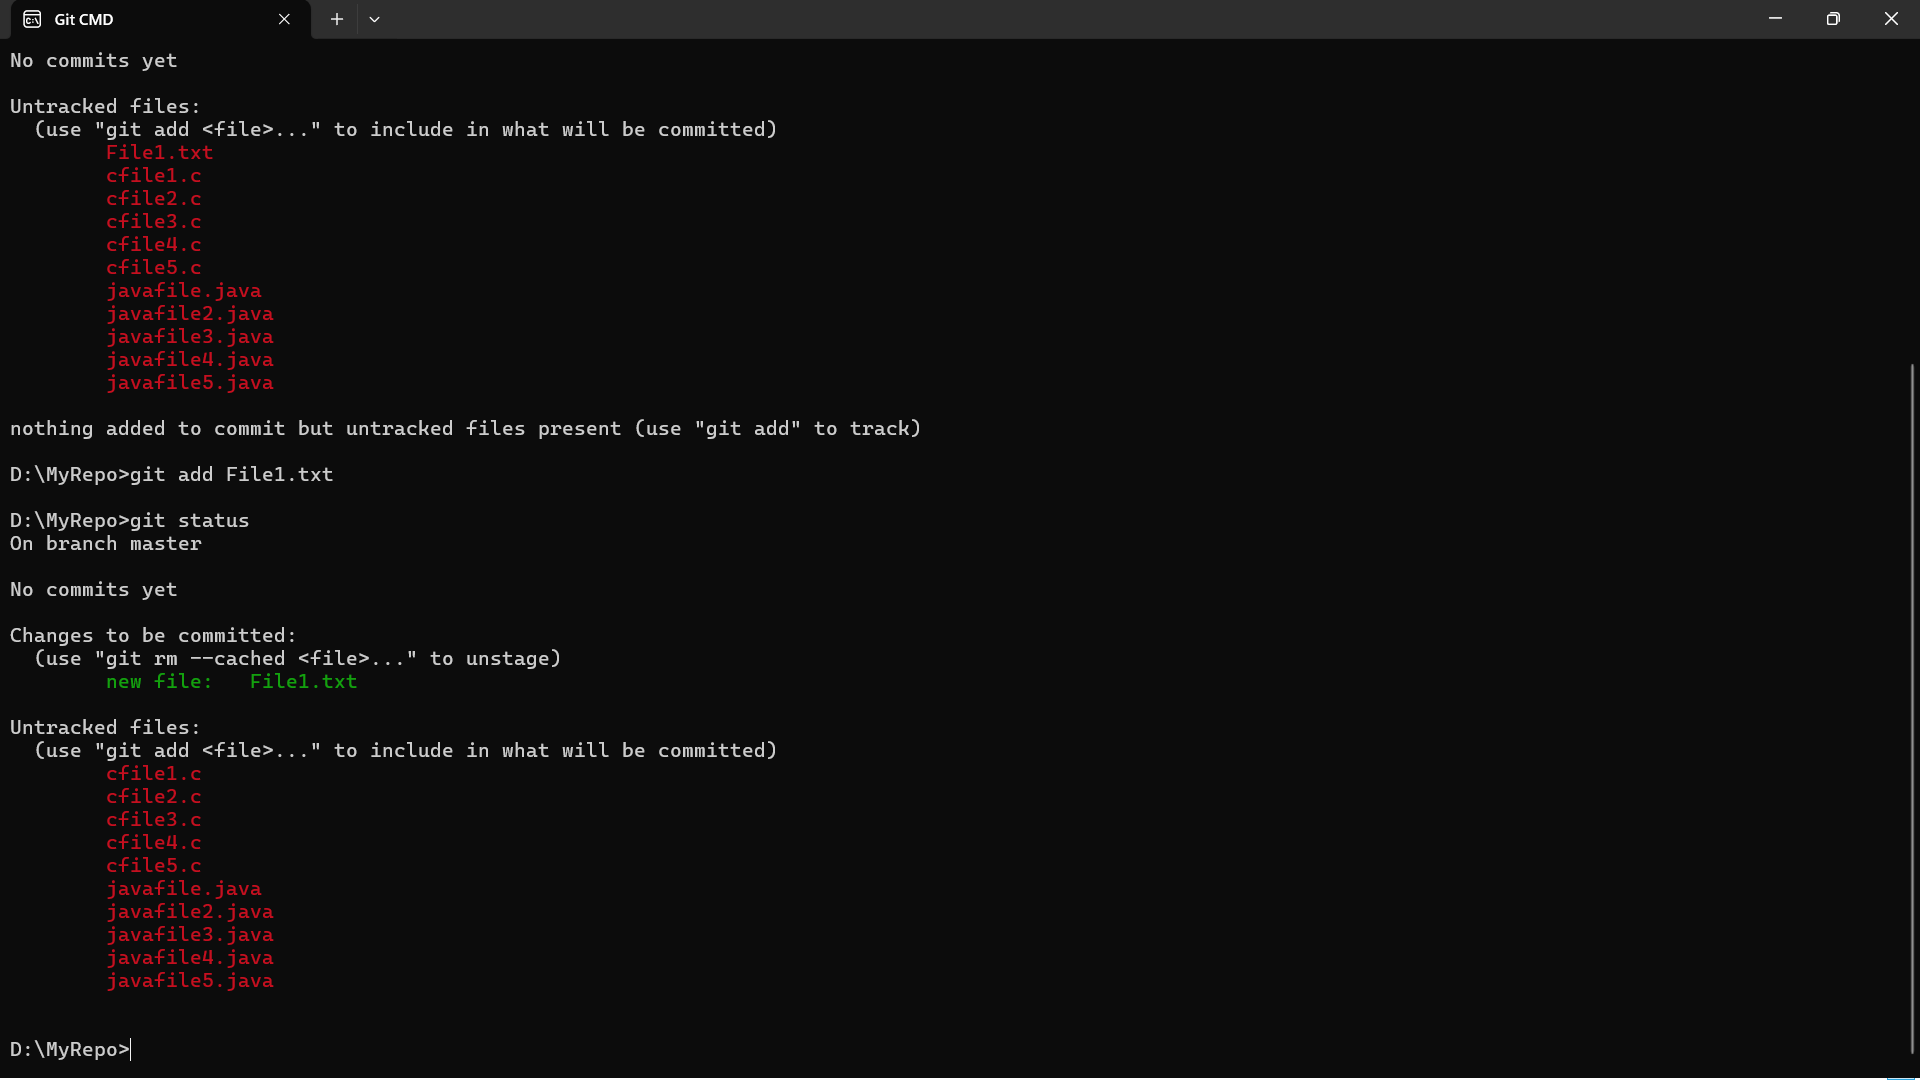 Git CMD
No commits yet
Untracked files:
  (use "git add <file>..." to include in what will be committed)
        File1.txt
        cfile1.c
        cfile2.c
        cfile3.c
        cfile4.c
        cfile5.c
        javafile.java
        javafile2.java
        javafile3.java
        javafile4.java
        javafile5.java
nothing added to commit but untracked files present (use "git add" to track)
D:\MyRepo>git add File1.txt
D:\MyRepo>git status
On branch master
No commits yet
Changes to be committed:
  (use "git rm --cached <file>..." to unstage)
        new file:   File1.txt
Untracked files:
  (use "git add <file>..." to include in what will be committed)
        cfile1.c
        cfile2.c
        cfile3.c
        cfile4.c
        cfile5.c
        javafile.java
        javafile2.java
        javafile3.java
        javafile4.java
        javafile5.java
D:\MyRepo>